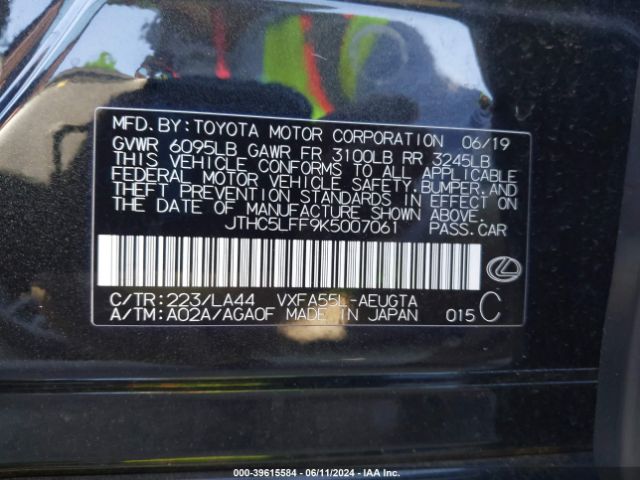 MFD. BY: TOYOTA MOTOR CORPORATION 06/19
GVWR 6095LB GAWR FR 3100LB RR 3245LB
THIS VEHICLE CONFORMS TO ALL APPLICABLE
FEDERAL MOTOR VEHICLE SAFETY, BUMPER, AND
THEFT PREVENTION STANDARDS IN EFFECT ON
THE DATE OF MANUFACTURE SHOWN ABOVE.
JTHC5LFF9K5007061 PASS. CAR
C/TR: 223/LA44 VXFA55L-AEUGTA
A/TM: A02A/AGA0F MADE IN JAPAN 015 C
000-39615584 - 06/11/2024 - IAA Inc.